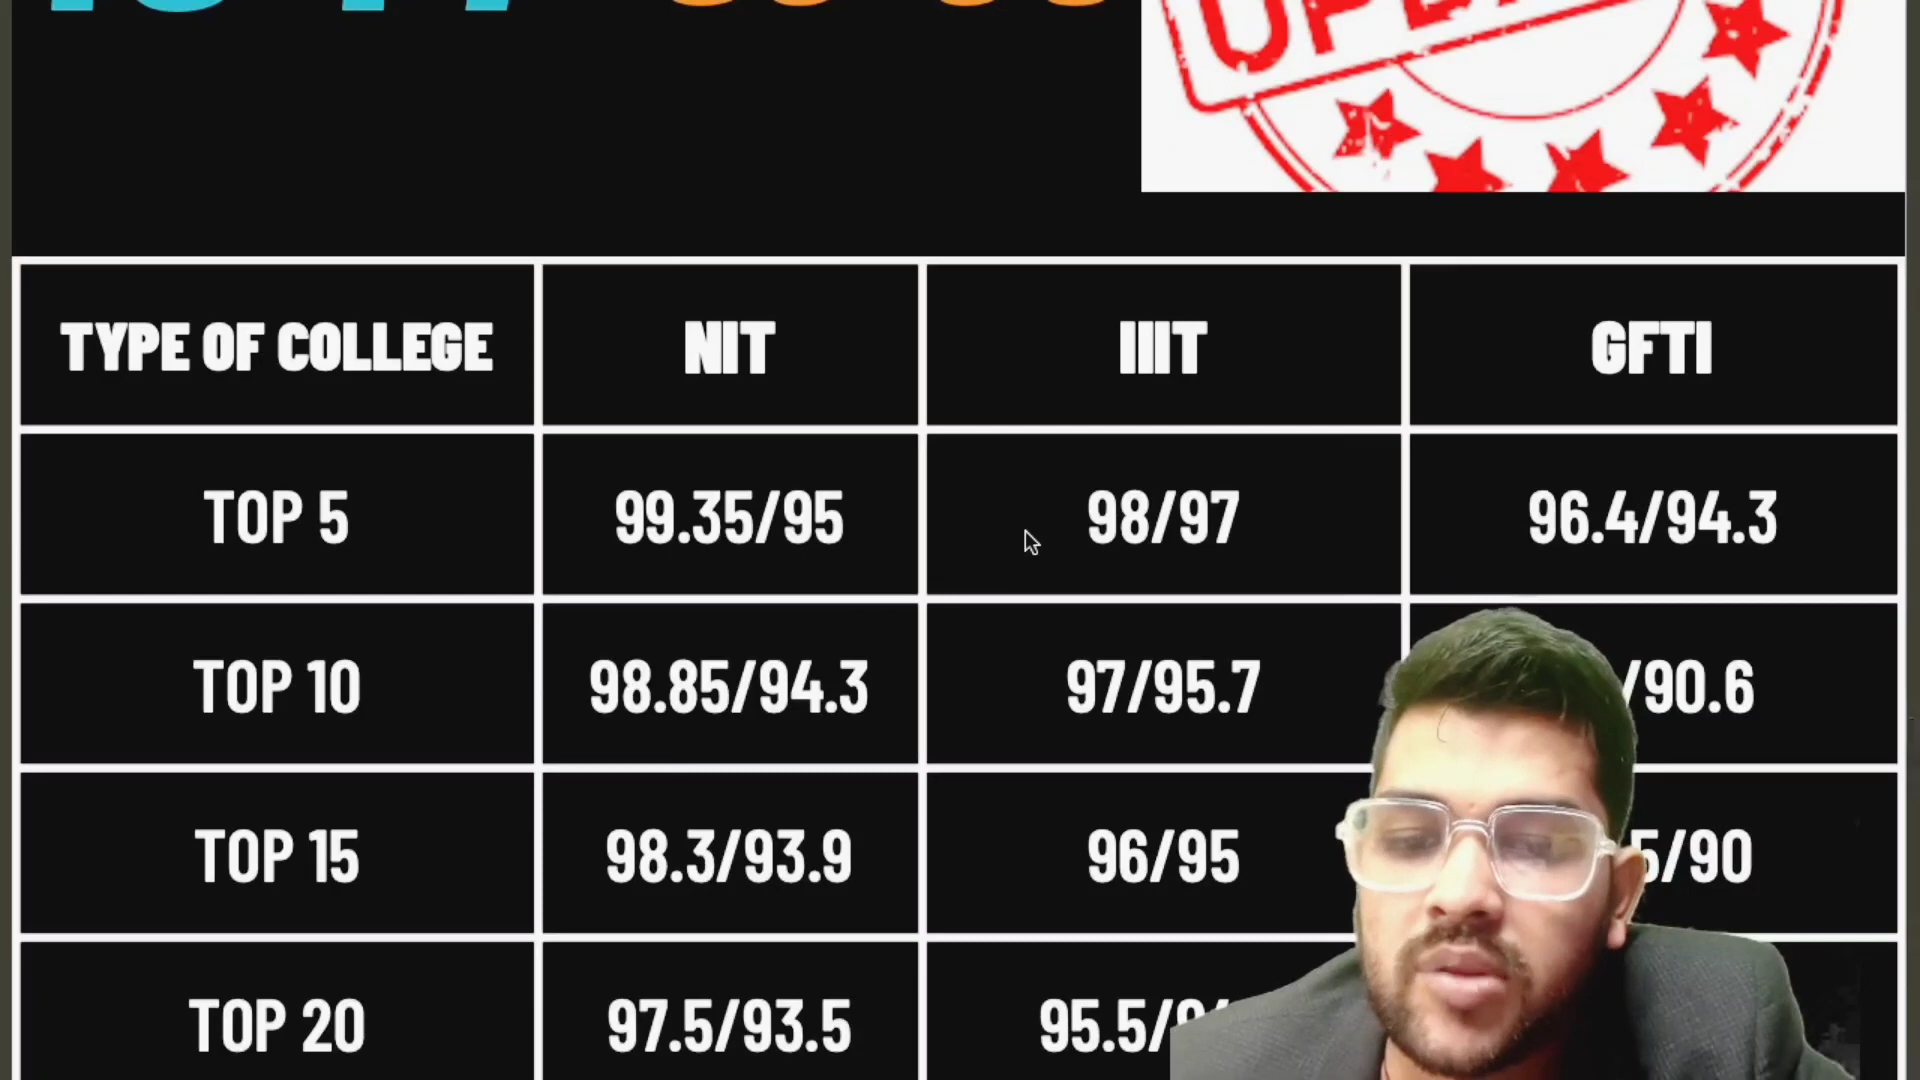 TYPE OF COLLEGE NIT IIIT GFTI
TOP 5 99.35/95 98/97 96.4/94.3
TOP 10 98.85/94.3 97/95.7 /90.6
TOP 15 98.3/93.9 96/95 5/90
TOP 20 97.5/93.5 95.5/